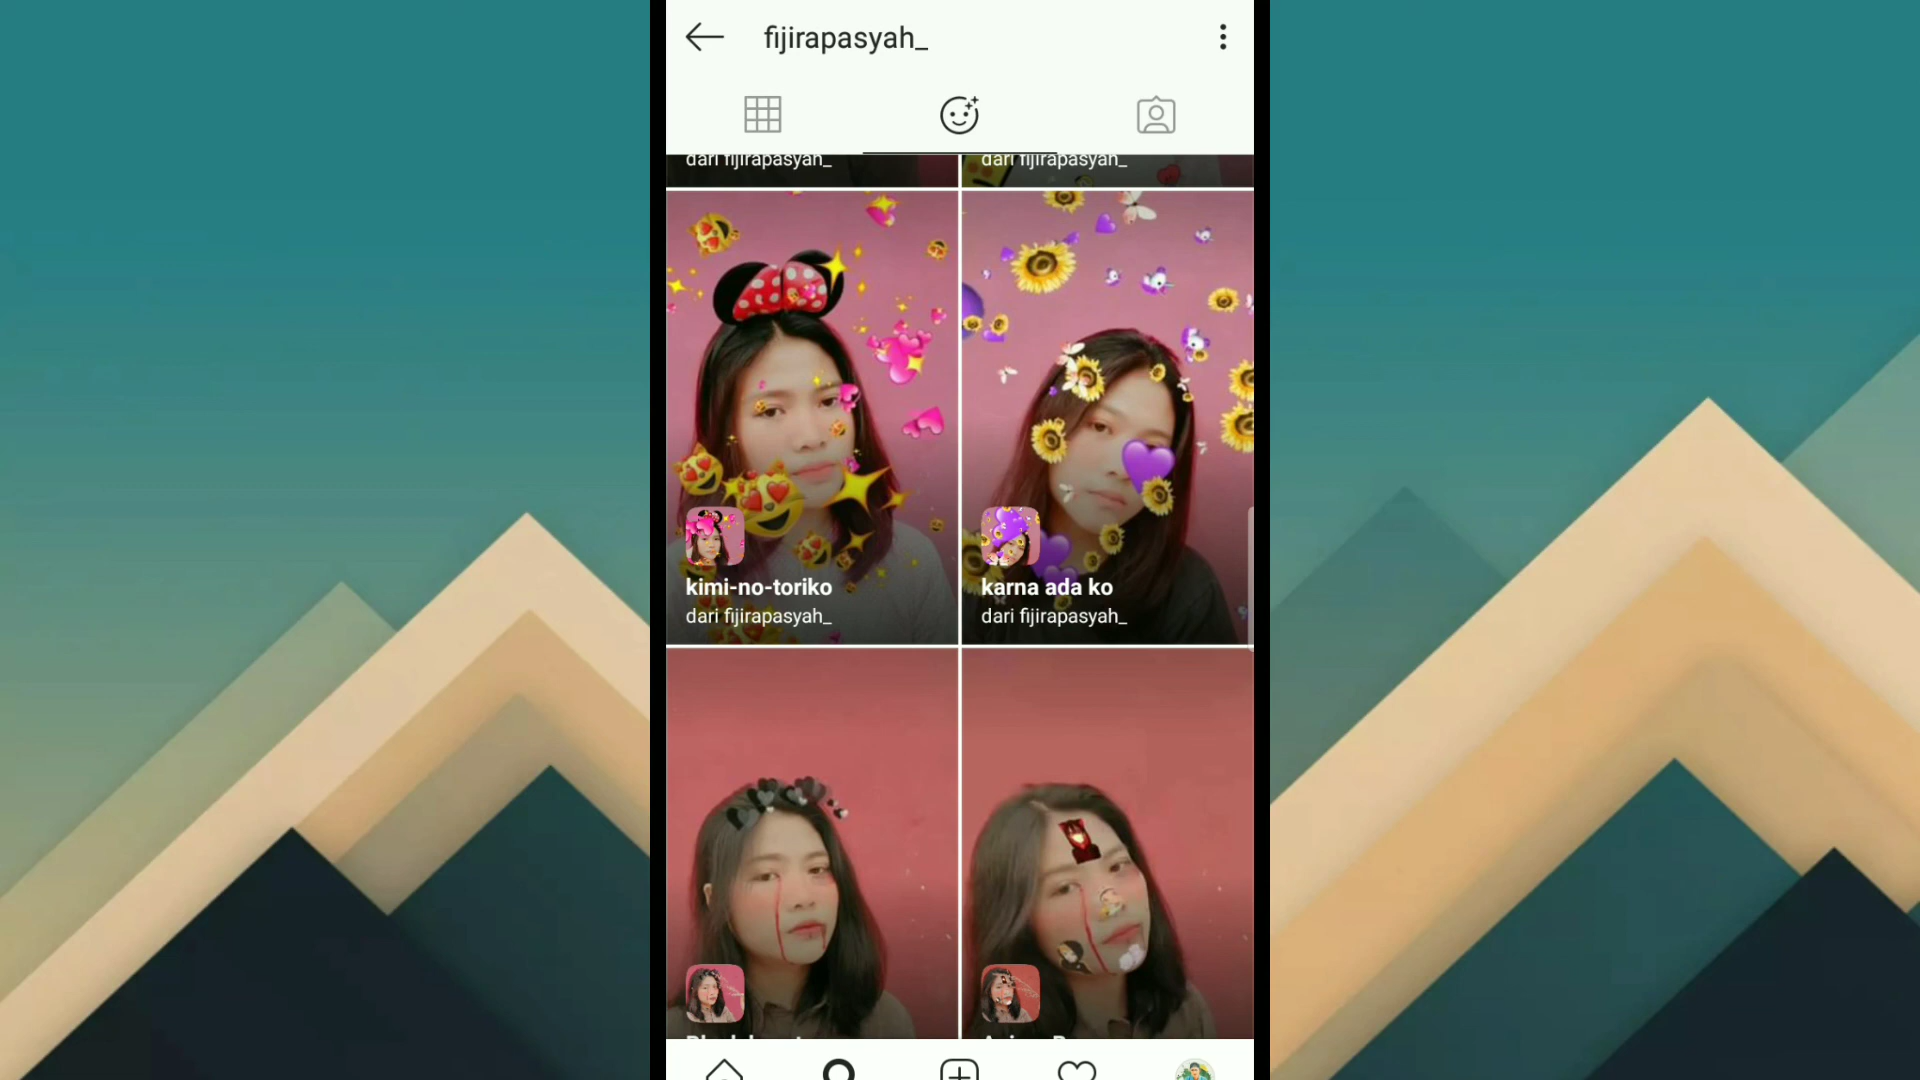 fijirapasyah_
dari fijirapasyah_
dari fijirapasyah_
kimi-no-toriko
dari fijirapasyah_
karna ada ko
dari fijirapasyah_